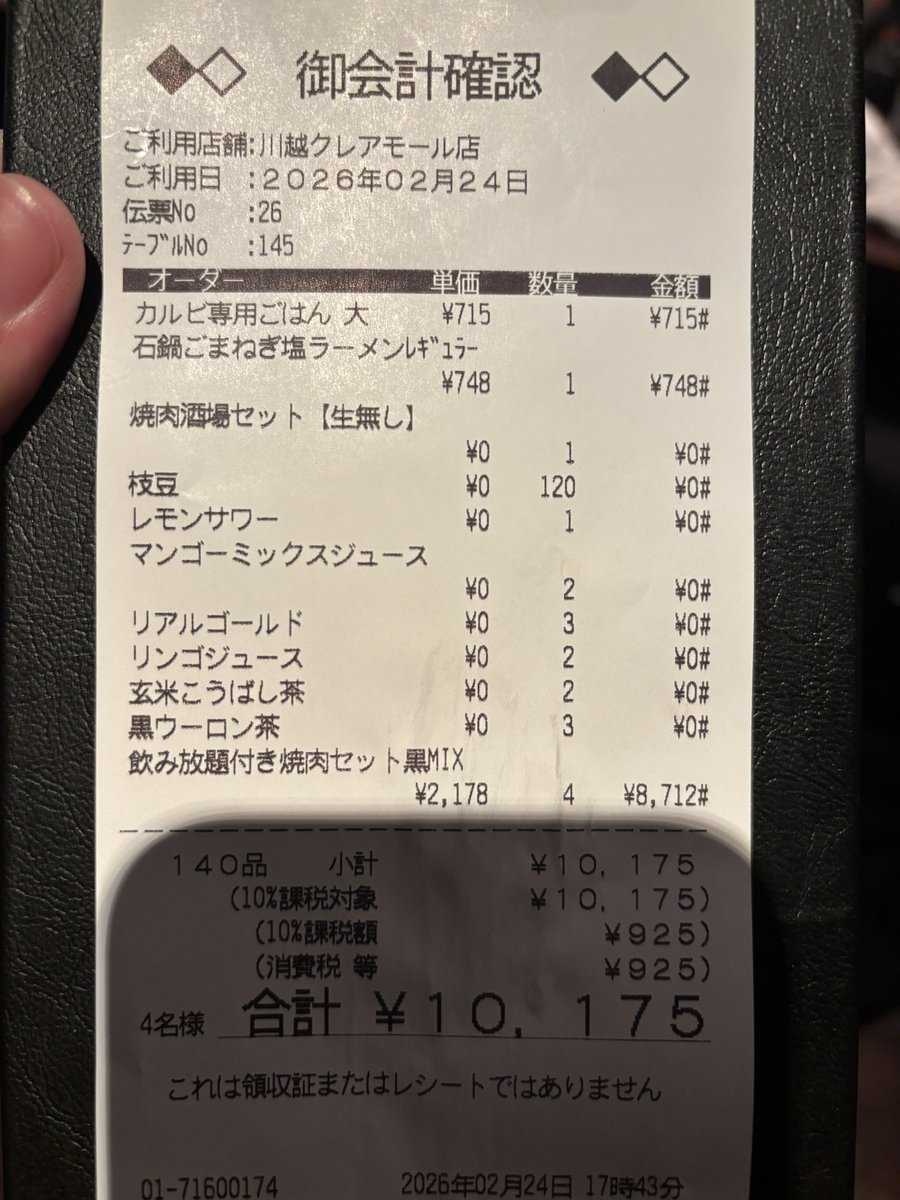 御会計確認
ご利用店舗:川越クレアモール店
ご利用日 :2026年02月24日
伝票No :26
テーブルNo :145
オーダー 単価 数量 金額
カルビ専用ごはん 大 ¥715 1 ¥715#
石鍋ごまねぎ塩ラーメンレギュラー
¥748 1 ¥748#
焼肉酒場セット【生無し】
¥0 1 ¥0#
枝豆 ¥0 120 ¥0#
レモンサワー ¥0 1 ¥0#
マンゴーミックスジュース
¥0 2 ¥0#
リアルゴールド ¥0 3 ¥0#
リンゴジュース ¥0 2 ¥0#
玄米こうばし茶 ¥0 2 ¥0#
黒ウーロン茶 ¥0 3 ¥0#
飲み放題付き焼肉セット黒MIX
¥2,178 4 ¥8,712#
140品 小計 ¥10,175
(10%課税対象 ¥10,175)
(10%課税額 ¥925)
(消費税 等 ¥925)
4名様 合計 ¥10,175
これは領収証またはレシートではありません
01-71600174 2026年02月24日 17時43分